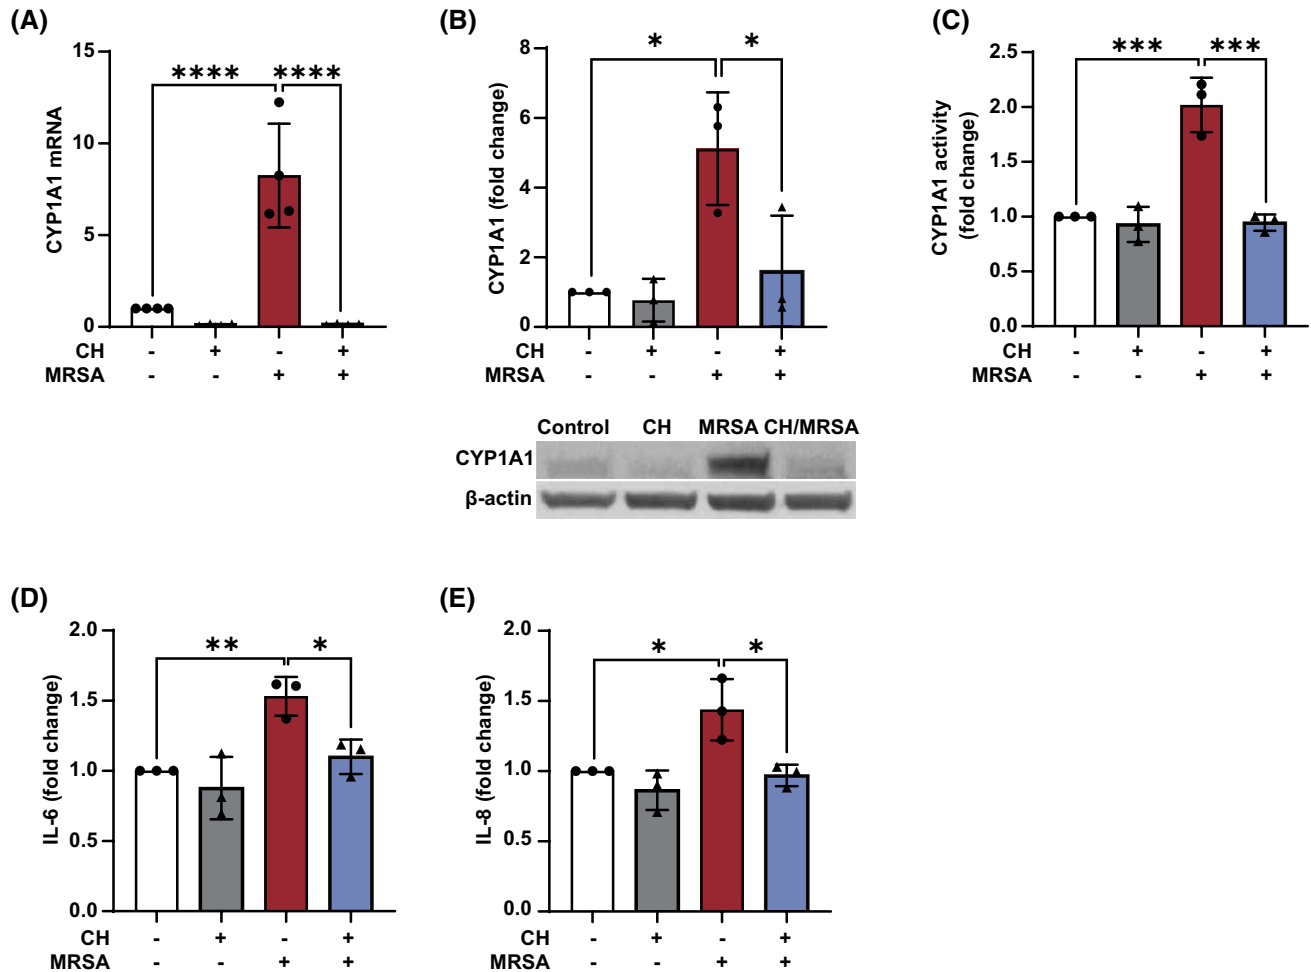 (A)
CYP1A1 mRNA
15
10
5
0
**** ****
CH - + - +
MRSA - - + +
(B)
CYP1A1 (fold change)
8
6
4
2
0
* *
CH - + - +
MRSA - - + +
Control CH MRSA CH/MRSA
CYP1A1
β-actin
(C)
CYP1A1 activity
(fold change)
2.5
2.0
1.5
1.0
0.5
0.0
*** ***
CH - + - +
MRSA - - + +
(D)
IL-6 (fold change)
2.0
1.5
1.0
0.5
0.0
** *
CH - + - +
MRSA - - + +
(E)
IL-8 (fold change)
2.0
1.5
1.0
0.5
0.0
* *
CH - + - +
MRSA - - + +